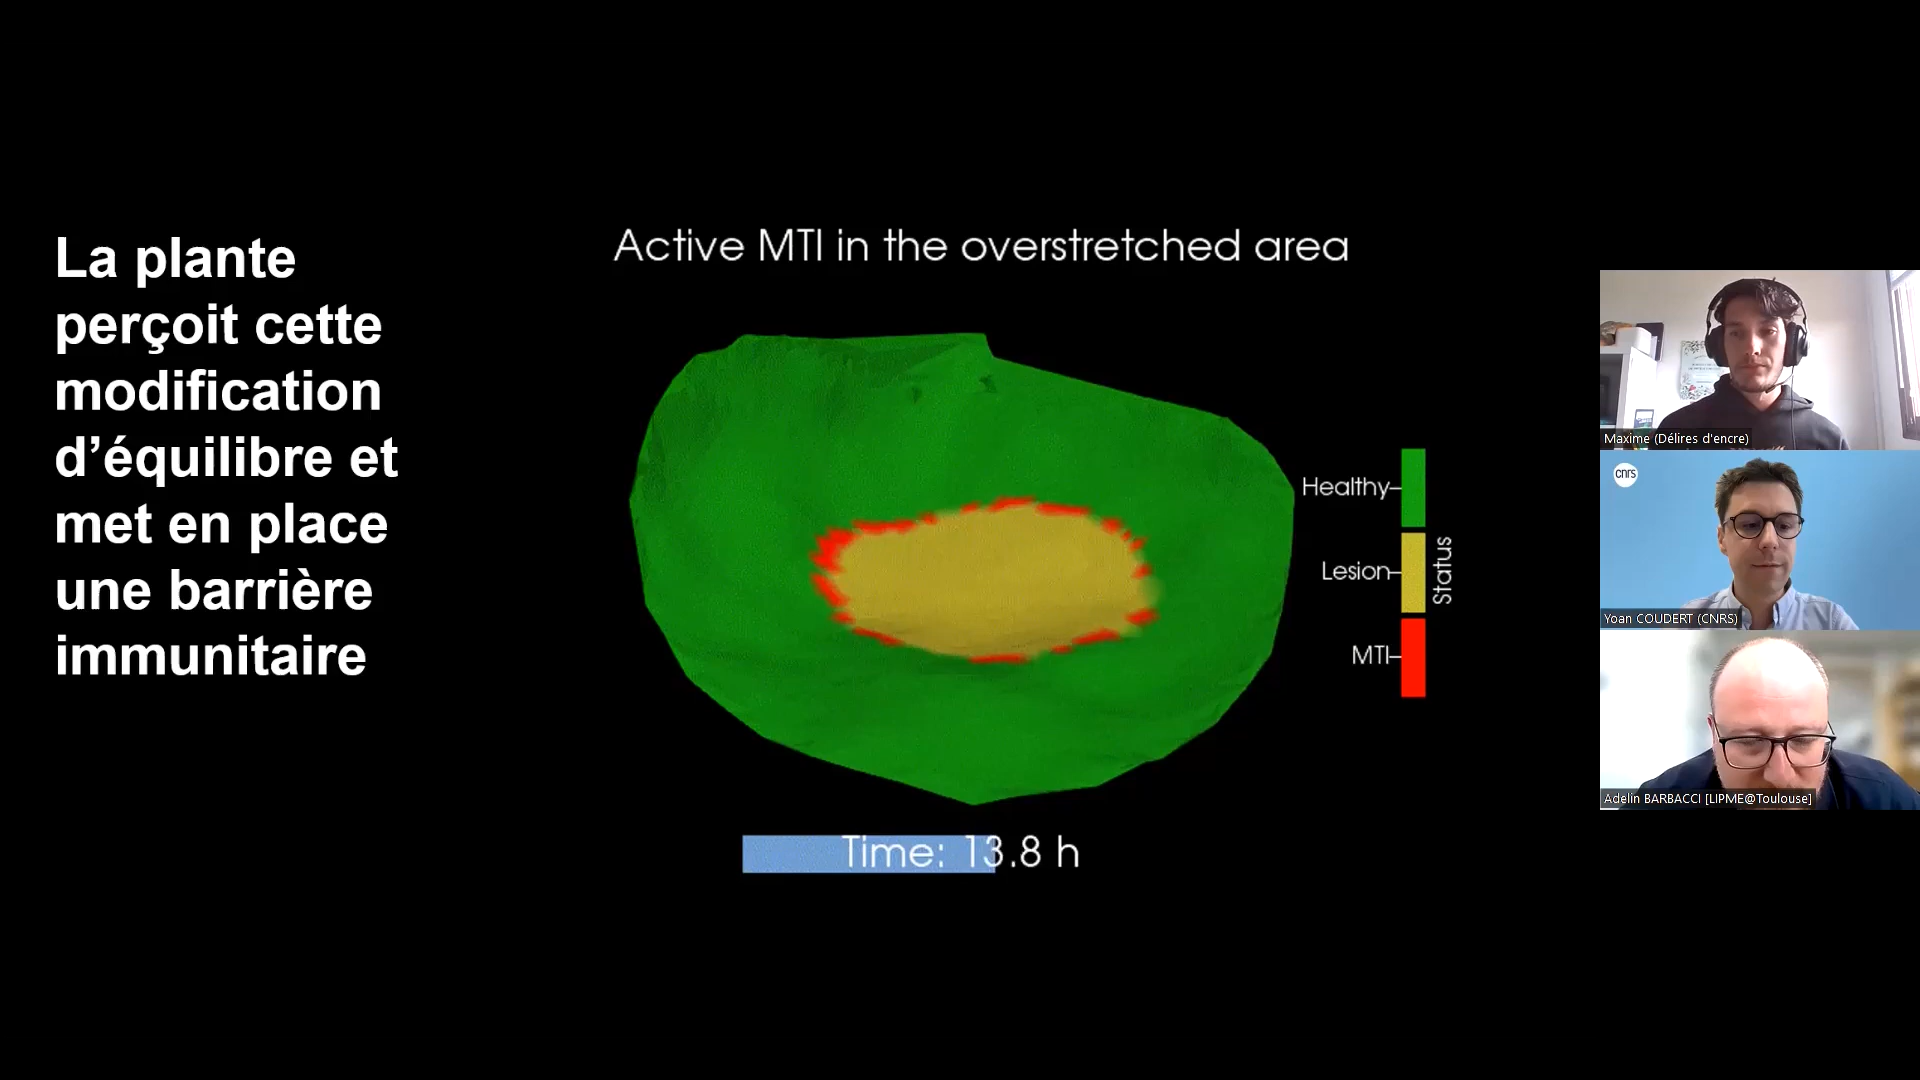 La plante
perçoit cette
modification
d’équilibre et
met en place
une barrière
immunitaire
Active MTI in the overstretched area
Healthy
Lesion
MTI
Status
Time: 13.8 h
Maxime (Délires d'encre)
cnrs
Yoan COUDERT (CNRS)
Adelin BARBACCI [LIPME@Toulouse]